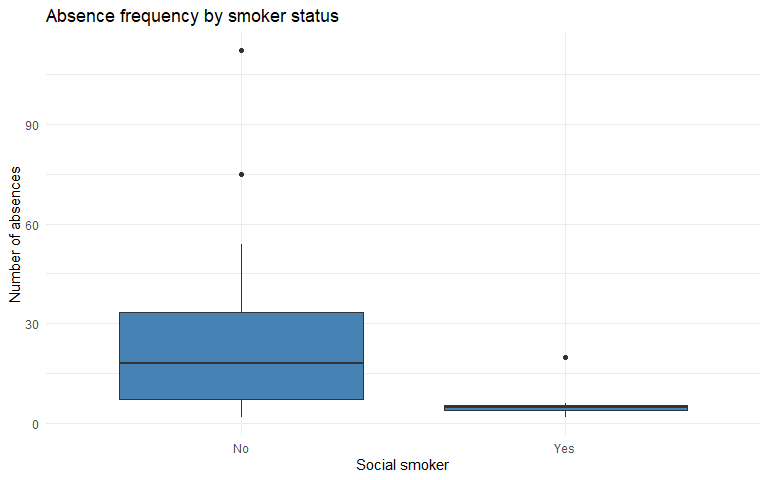 Absence frequency by smoker status
Number of absences
90
60
30
0
No
Yes
Social smoker